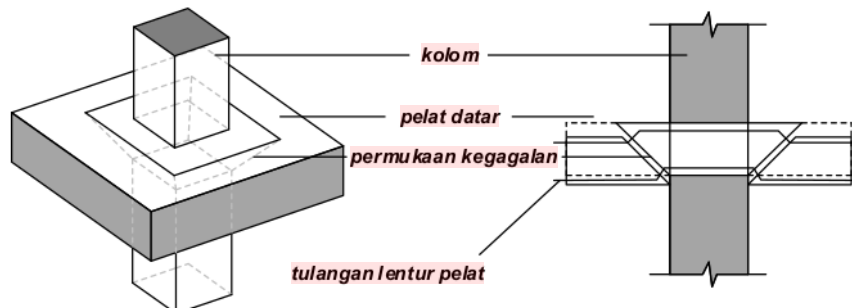 kolom
pelat datar
permukaan kegagalan
tulangan lentur pelat